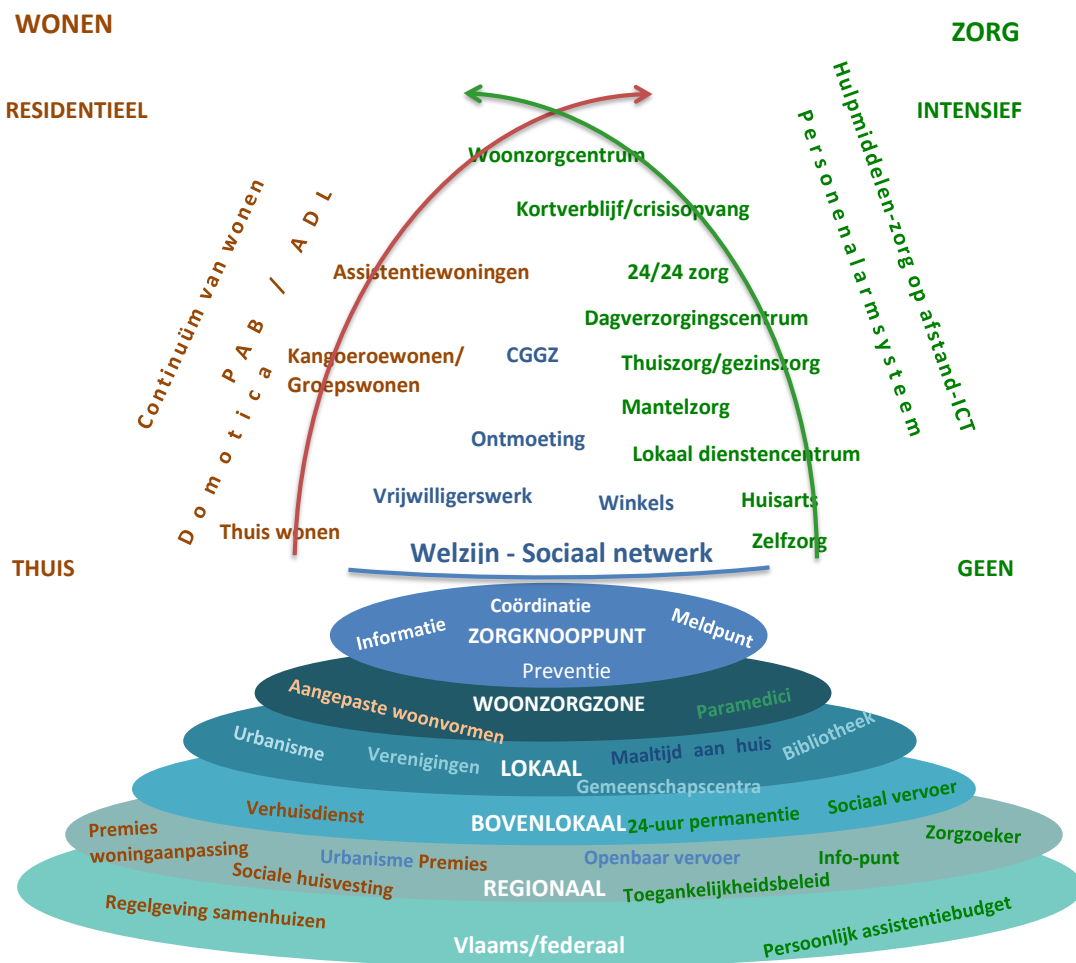 WONEN
ZORG
RESIDENTIEEL
INTENSIEF
Hulpmiddelen-zorg op afstand-ICT
Personenalarmsysteem
Continuüm van wonen
PAB / ADL
Domotica
Woonzorgcentrum
Kortverblijf/crisisopvang
Assistentiewoningen
24/24 zorg
Dagverzorgingscentrum
Kangoeroewonen/
Groepswonen
CGGZ
Thuiszorg/gezinszorg
Mantelzorg
Ontmoeting
Lokaal dienstencentrum
Vrijwilligerswerk
Winkels
Huisarts
Thuis wonen
Zelfzorg
Welzijn - Sociaal netwerk
THUIS
GEEN
Coördinatie
Informatie
ZORGKNOOPPUNT
Meldpunt
Preventie
Aangepaste woonvormen
WOONZORGZONE
Paramedici
Urbanisme
Verenigingen
LOKAAL
Maaltijd aan huis
Bibliotheek
Gemeenschapscentra
Verhuisdienst
BOVENLOKAAL
24-uur permanentie
Sociaal vervoer
Premies
woningaanpassing
Urbanisme
Premies
Openbaar vervoer
Info-punt
Zorgzoeker
Sociale huisvesting
REGIONAAL
Toegankelijkheidsbeleid
Regelgeving samenhuizen
Vlaams/federaal
Persoonlijk assistentiebudget